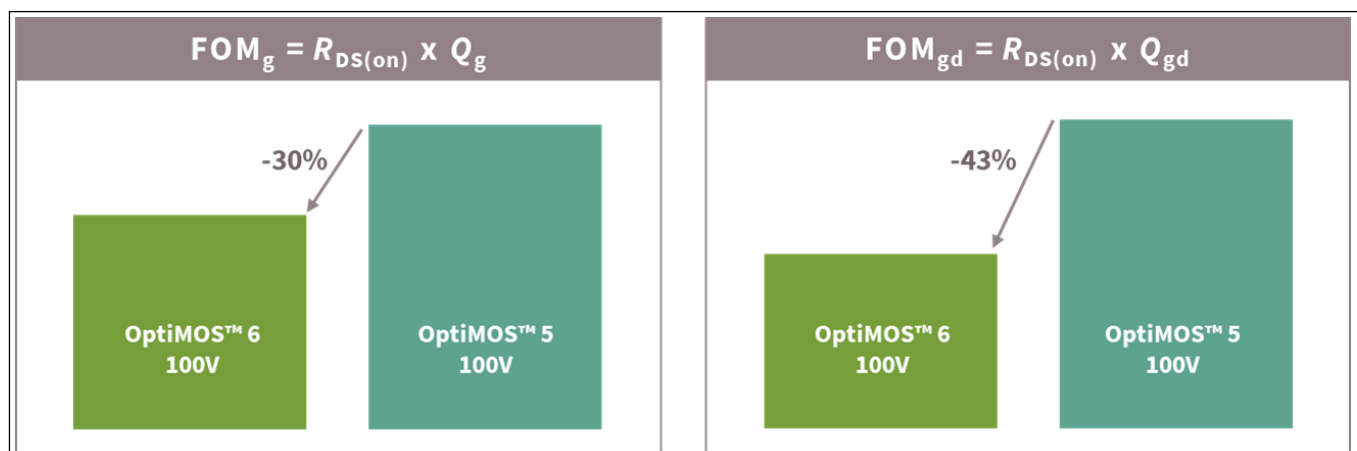 FOMg = RDS(on) x Qg
-30%
OptiMOS™ 6
100V
OptiMOS™ 5
100V
FOMgd = RDS(on) x Qgd
-43%
OptiMOS™ 6
100V
OptiMOS™ 5
100V